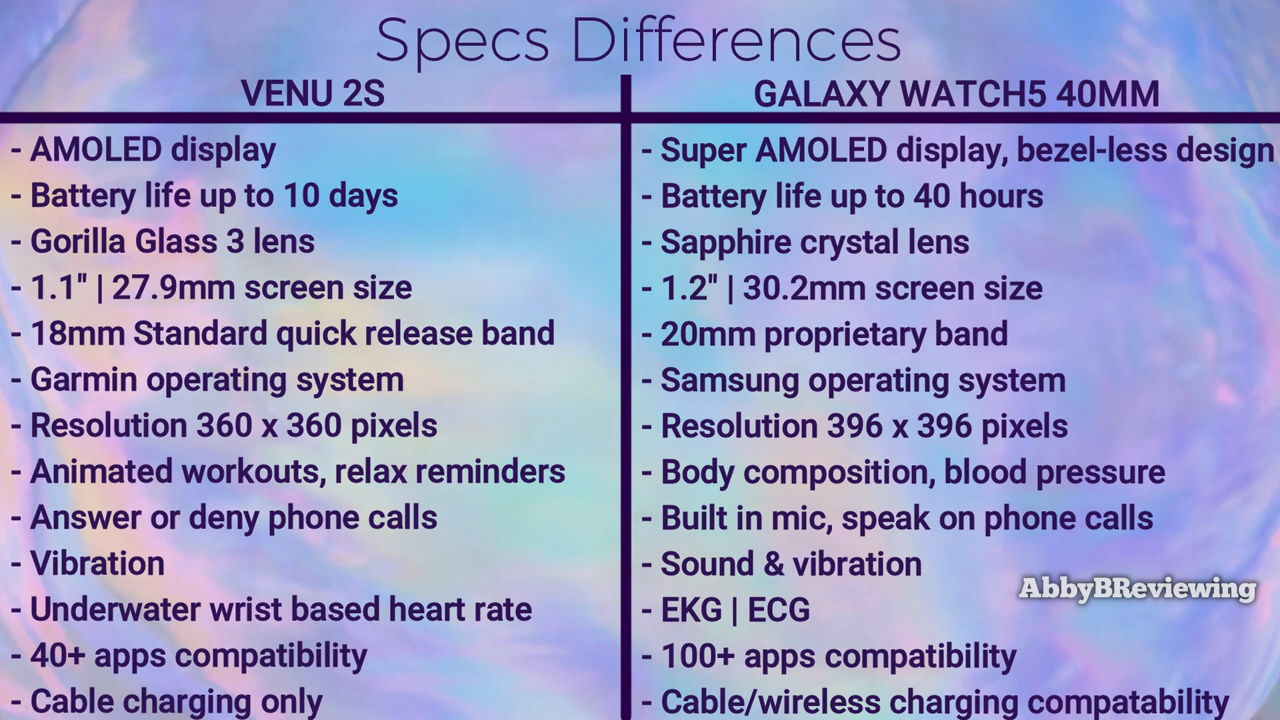 Specs Differences
VENU 2S
- AMOLED display
- Battery life up to 10 days
- Gorilla Glass 3 lens
- 1.1" | 27.9mm screen size
- 18mm Standard quick release band
- Garmin operating system
- Resolution 360 x 360 pixels
- Animated workouts, relax reminders
- Answer or deny phone calls
- Vibration
- Underwater wrist based heart rate
- 40+ apps compatibility
- Cable charging only
GALAXY WATCH5 40MM
- Super AMOLED display, bezel-less design
- Battery life up to 40 hours
- Sapphire crystal lens
- 1.2" | 30.2mm screen size
- 20mm proprietary band
- Samsung operating system
- Resolution 396 x 396 pixels
- Body composition, blood pressure
- Built in mic, speak on phone calls
- Sound & vibration
- EKG | ECG
- 100+ apps compatibility
- Cable/wireless charging compatability
AbbyBReviewing